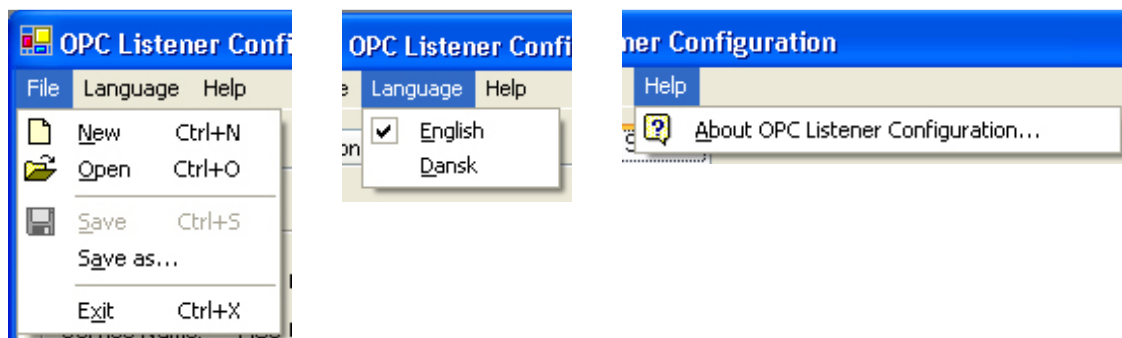 OPC Listener Confi
File Language Help
New Ctrl+N
Open Ctrl+O
Save Ctrl+S
Save as...
Exit Ctrl+X
OPC Listener Confi
Language Help
English
Dansk
ner Configuration
Help
About OPC Listener Configuration...